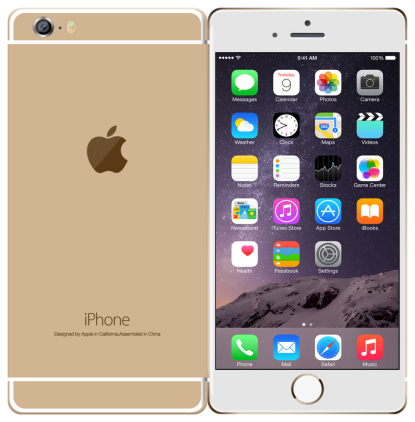 iPhone
Designed by Apple in California Assembled in China
9:41 AM 100%
Tuesday
9
Messages Calendar Photos Camera
Weather Clock Maps Videos
Notes Reminders Stocks Game Center
Newsstand iTunes Store App Store iBooks
Health Passbook Settings
Phone Mail Safari Music